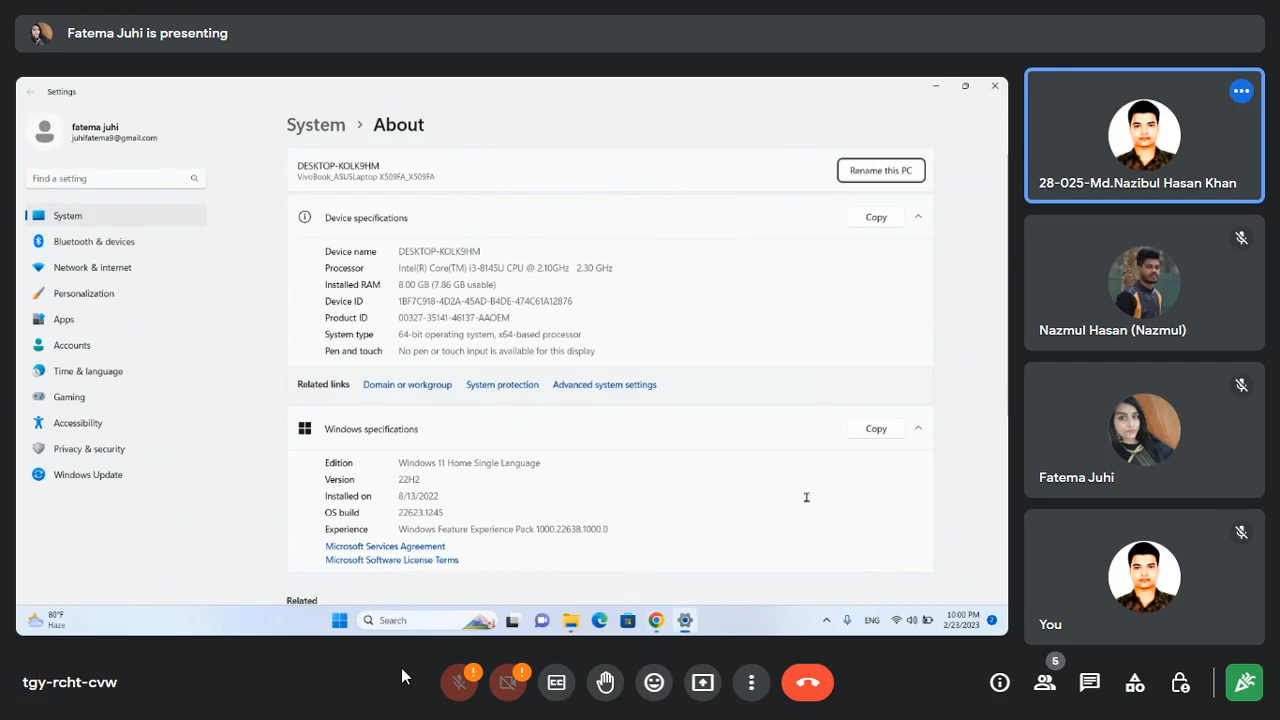 Fatema Juhi is presenting
Settings
fatema juhi
juhifatema9@gmail.com
Find a setting
System
Bluetooth & devices
Network & internet
Personalization
Apps
Accounts
Time & language
Gaming
Accessibility
Privacy & security
Windows Update
System > About
DESKTOP-KOLK9HM
VivoBook_ASUSLaptop X509FA_X509FA
Rename this PC
Device specifications
Copy
Device name DESKTOP-KOLK9HM
Processor Intel(R) Core(TM) i3-8145U CPU @ 2.10GHz 2.30 GHz
Installed RAM 8.00 GB (7.86 GB usable)
Device ID 1BF7C918-4D2A-45AD-B4DE-474C61A12876
Product ID 00327-35141-46137-AAOEM
System type 64-bit operating system, x64-based processor
Pen and touch No pen or touch input is available for this display
Related links Domain or workgroup System protection Advanced system settings
Windows specifications
Copy
Edition Windows 11 Home Single Language
Version 22H2
Installed on 8/13/2022
OS build 22623.1245
Experience Windows Feature Experience Pack 1000.22638.1000.0
Microsoft Services Agreement
Microsoft Software License Terms
Related
80°F
Haze
Search
ENG
10:00 PM
2/23/2023
2
28-025-Md.Nazibul Hasan Khan
Nazmul Hasan (Nazmul)
Fatema Juhi
You
tgy-rcht-cvw
5